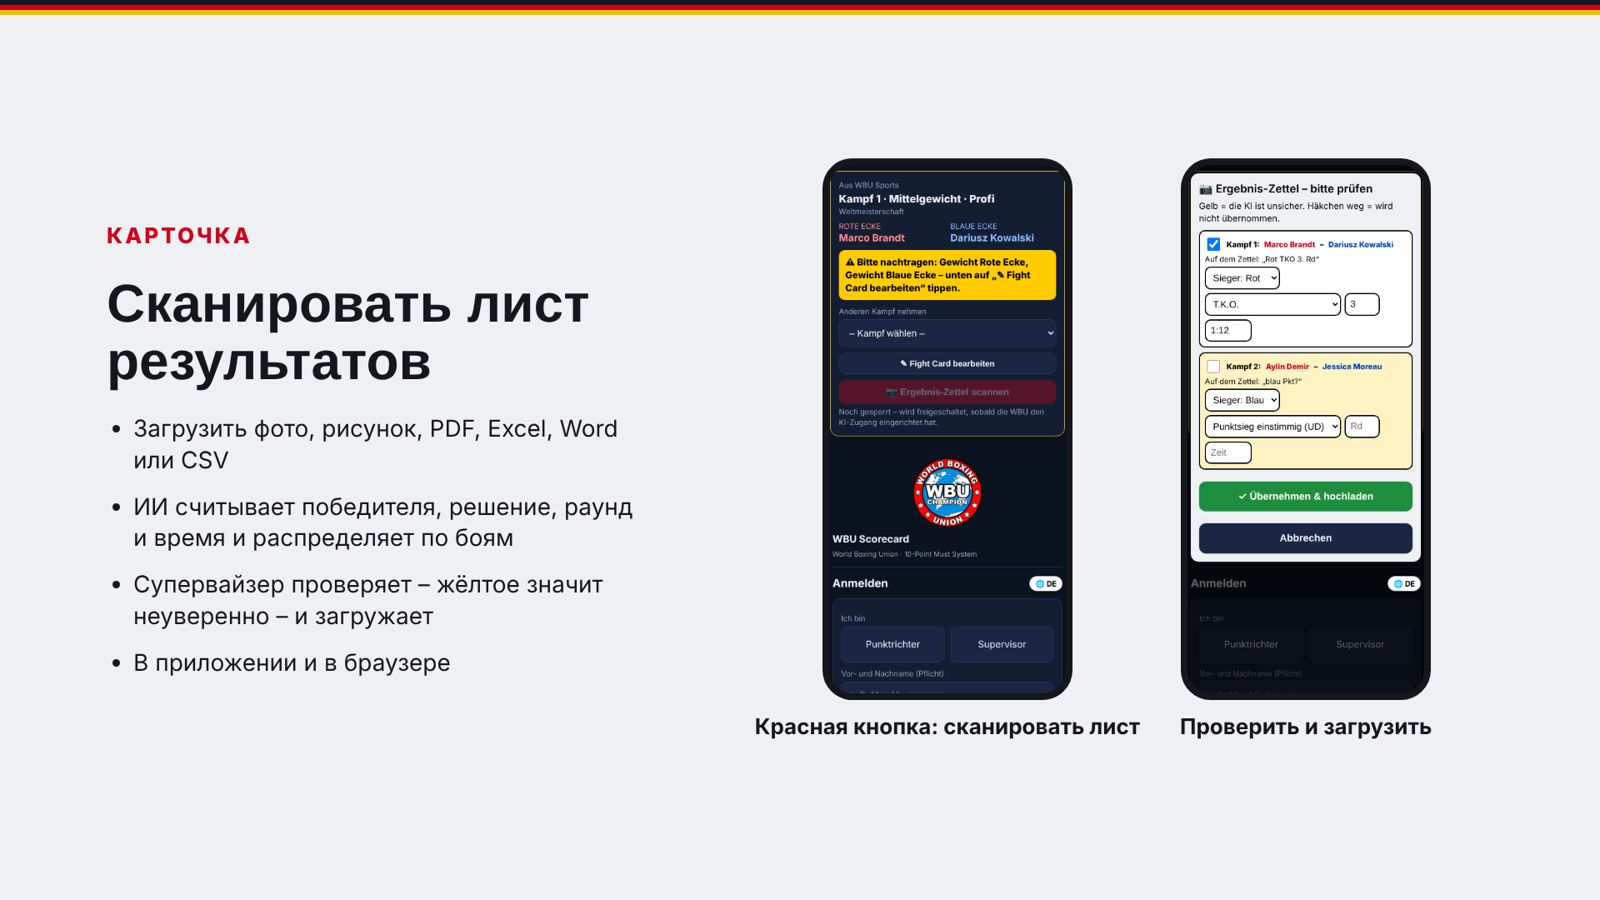 КАРТОЧКА
Сканировать лист
результатов
• Загрузить фото, рисунок, PDF, Excel, Word
или CSV
• ИИ считывает победителя, решение, раунд
и время и распределяет по боям
• Супервайзер проверяет – жёлтое значит
неуверенно – и загружает
• В приложении и в браузере
Aus WBU Sports
Kampf 1 · Mittelgewicht · Profi
Weltmeisterschaft
ROTE ECKE BLAUE ECKE
Marco Brandt Dariusz Kowalski
⚠ Bitte nachtragen: Gewicht Rote Ecke,
Gewicht Blaue Ecke – unten auf „✎ Fight
Card bearbeiten“ tippen.
Anderen Kampf nehmen
– Kampf wählen –
✎ Fight Card bearbeiten
📷 Ergebnis-Zettel scannen
Noch gesperrt – wird freigeschaltet, sobald die WBU den
KI-Zugang eingerichtet hat.
WORLD BOXING
WBU
CHAMPION
UNION
WBU Scorecard
World Boxing Union · 10-Point Must System
Anmelden 🌐 DE
Ich bin
Punktrichter Supervisor
Vor- und Nachname (Pflicht)
Красная кнопка: сканировать лист
📷 Ergebnis-Zettel – bitte prüfen
Gelb = die KI ist unsicher. Häkchen weg = wird
nicht übernommen.
Kampf 1: Marco Brandt – Dariusz Kowalski
Auf dem Zettel: „Rot TKO 3. Rd“
Sieger: Rot
T.K.O. 3
1:12
Kampf 2: Aylin Demir – Jessica Moreau
Auf dem Zettel: „blau Pkt?“
Sieger: Blau
Punktsieg einstimmig (UD) Rd
Zeit
✓ Übernehmen & hochladen
Abbrechen
Anmelden 🌐 DE
Ich bin
Punktrichter Supervisor
Vor- und Nachname (Pflicht)
Проверить и загрузить